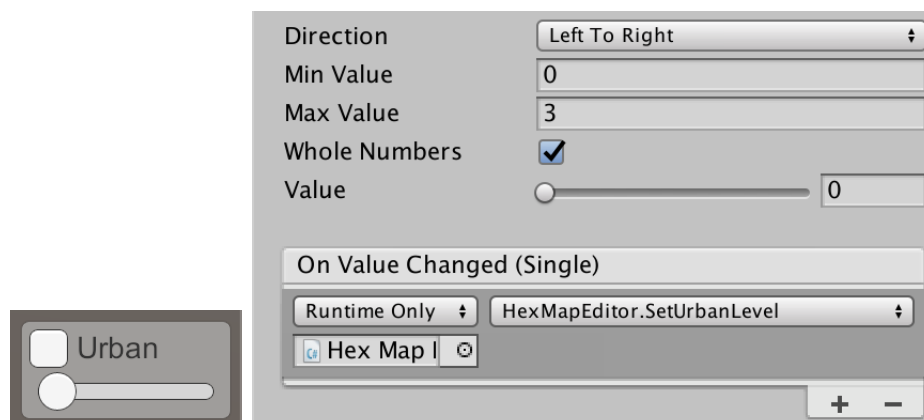 Direction Left To Right
Min Value 0
Max Value 3
Whole Numbers
Value 0
On Value Changed (Single)
Runtime Only HexMapEditor.SetUrbanLevel
Hex Map
Urban
+ −